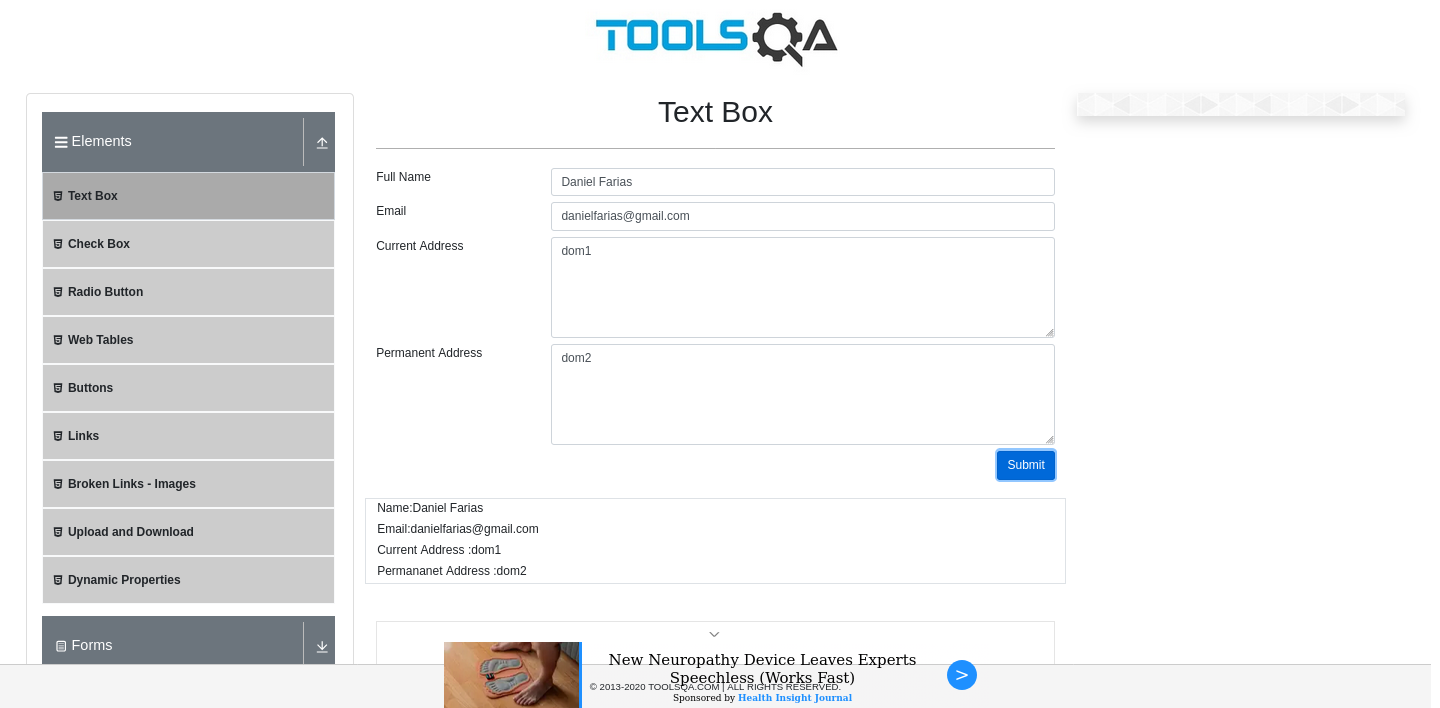 TOOLSQA
Elements
Text Box
Check Box
Radio Button
Web Tables
Buttons
Links
Broken Links - Images
Upload and Download
Dynamic Properties
Forms
Text Box
Full Name
Daniel Farias
Email
danielfarias@gmail.com
Current Address
dom1
Permanent Address
dom2
Submit
Name:Daniel Farias
Email:danielfarias@gmail.com
Current Address :dom1
Permananet Address :dom2
New Neuropathy Device Leaves Experts
Speechless (Works Fast)
© 2013-2020 TOOLSQA.COM | ALL RIGHTS RESERVED.
Sponsored by Health Insight Journal